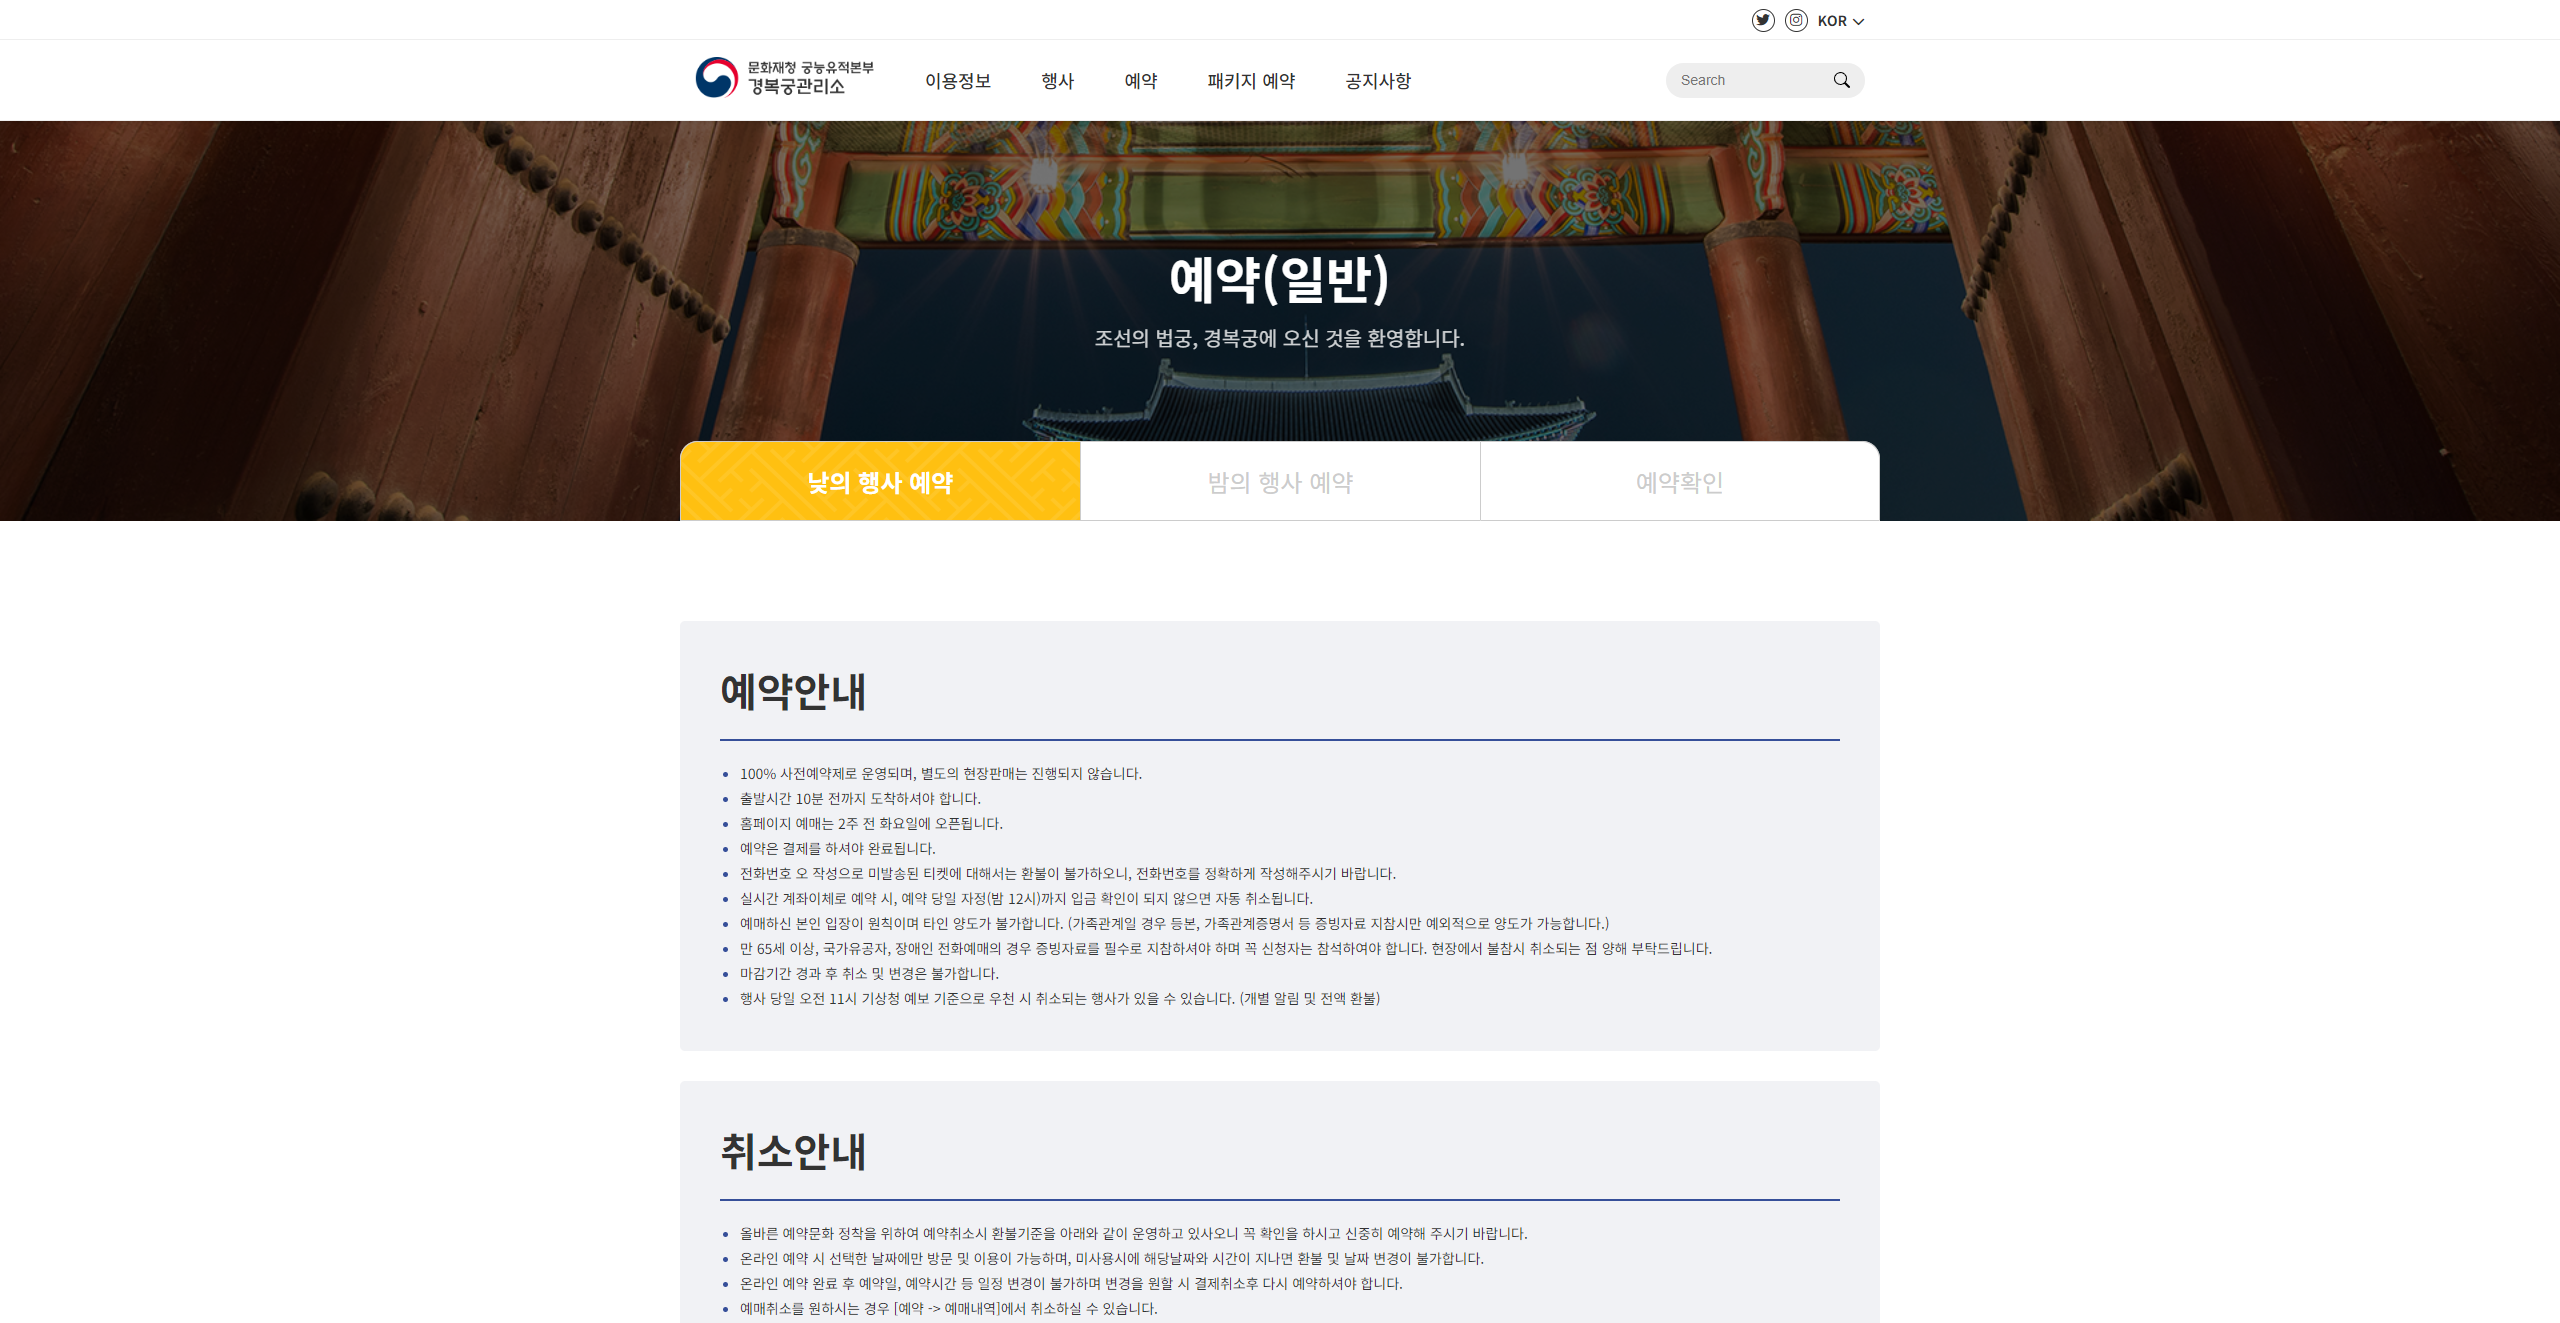 KOR
문화재청 궁능유적본부
경복궁관리소
이용정보 행사 예약 패키지 예약 공지사항
Search
예약(일반)
조선의 법궁, 경복궁에 오신 것을 환영합니다.
낮의 행사 예약
밤의 행사 예약
예약확인
예약안내
100% 사전예약제로 운영되며, 별도의 현장판매는 진행되지 않습니다.
출발시간 10분 전까지 도착하셔야 합니다.
홈페이지 예매는 2주 전 화요일에 오픈됩니다.
예약은 결제를 하셔야 완료됩니다.
전화번호 오 작성으로 미발송된 티켓에 대해서는 환불이 불가하오니, 전화번호를 정확하게 작성해주시기 바랍니다.
실시간 계좌이체로 예약 시, 예약 당일 자정(밤 12시)까지 입금 확인이 되지 않으면 자동 취소됩니다.
예매하신 본인 입장이 원칙이며 타인 양도가 불가합니다. (가족관계일 경우 등본, 가족관계증명서 등 증빙자료 지참시만 예외적으로 양도가 가능합니다.)
만 65세 이상, 국가유공자, 장애인 전화예매의 경우 증빙자료를 필수로 지참하셔야 하며 꼭 신청자는 참석하여야 합니다. 현장에서 불참시 취소되는 점 양해 부탁드립니다.
마감기간 경과 후 취소 및 변경은 불가합니다.
행사 당일 오전 11시 기상청 예보 기준으로 우천 시 취소되는 행사가 있을 수 있습니다. (개별 알림 및 전액 환불)
취소안내
올바른 예약문화 정착을 위하여 예약취소시 환불기준을 아래와 같이 운영하고 있사오니 꼭 확인을 하시고 신중히 예약해 주시기 바랍니다.
온라인 예약 시 선택한 날짜에만 방문 및 이용이 가능하며, 미사용시에 해당날짜와 시간이 지나면 환불 및 날짜 변경이 불가합니다.
온라인 예약 완료 후 예약일, 예약시간 등 일정 변경이 불가하며 변경을 원할 시 결제취소후 다시 예약하셔야 합니다.
예매취소를 원하시는 경우 [예약 -> 예매내역]에서 취소하실 수 있습니다.